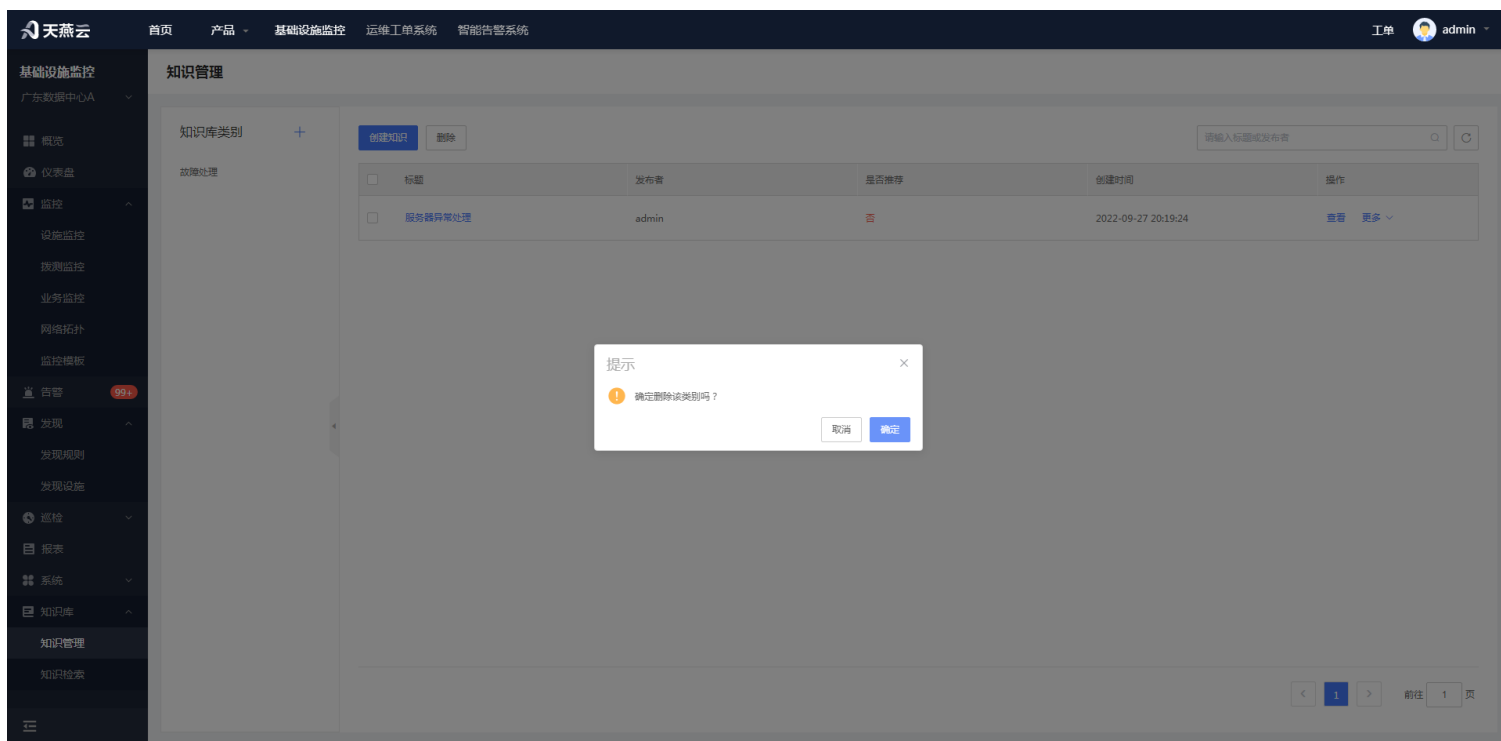 天燕云
首页 产品 基础设施监控 运维工单系统 智能告警系统 工单 admin
基础设施监控
广东数据中心A
概览
仪表盘
监控
设施监控
拨测监控
业务监控
网络拓扑
监控模板
告警 99+
发现
发现规则
发现设施
巡检
报表
系统
知识库
知识管理
知识检索
知识管理
知识库类别 +
故障处理
创建知识 删除 请输入标题或发布者
标题 发布者 是否推荐 创建时间 操作
服务器异常处理 admin 否 2022-09-27 20:19:24 查看 更多
提示
确定删除该类别吗？
取消 确定
1 前往 1 页